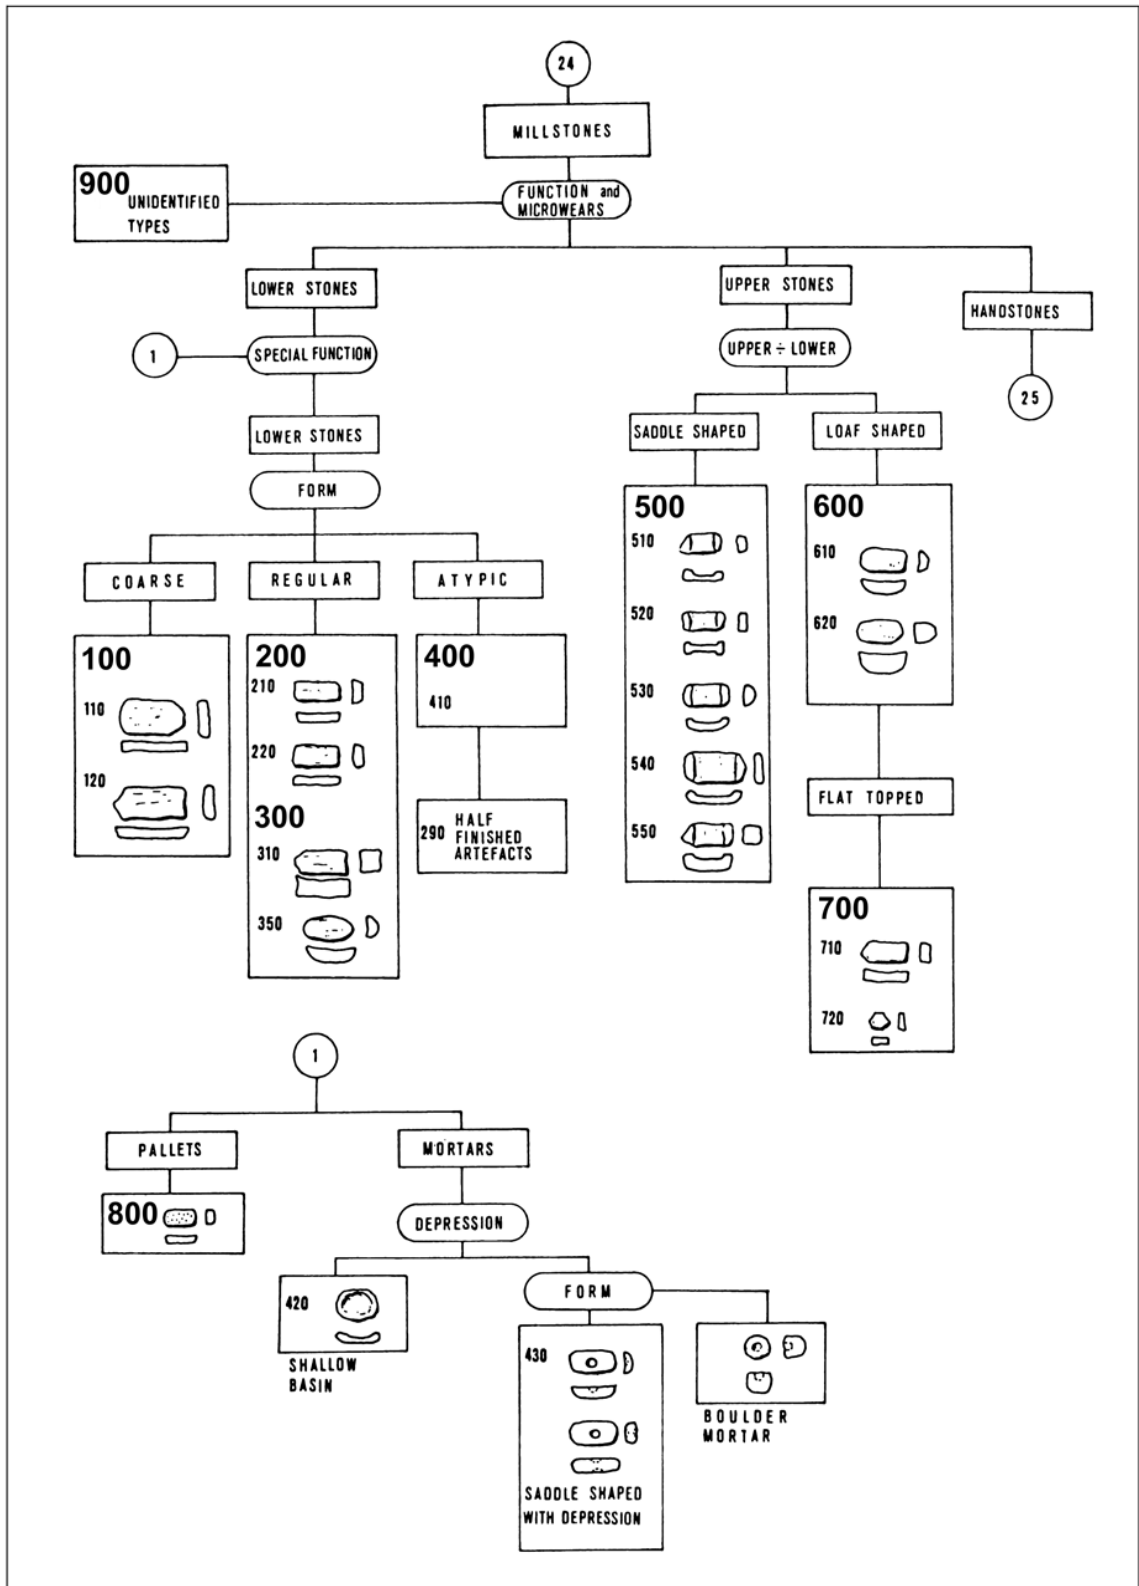 24
MILLSTONES
900
UNIDENTIFIED
TYPES
FUNCTION and
MICROWEARS
LOWER STONES
UPPER STONES
HANDSTONES
1
SPECIAL FUNCTION
UPPER ÷ LOWER
25
LOWER STONES
SADDLE SHAPED
LOAF SHAPED
FORM
COARSE
REGULAR
ATYPIC
100
110
120
200
210
220
300
310
350
400
410
290 HALF
FINISHED
ARTEFACTS
500
510
520
530
540
550
600
610
620
FLAT TOPPED
700
710
720
1
PALLETS
MORTARS
800
DEPRESSION
420
SHALLOW
BASIN
FORM
430
SADDLE SHAPED
WITH DEPRESSION
BOULDER
MORTAR